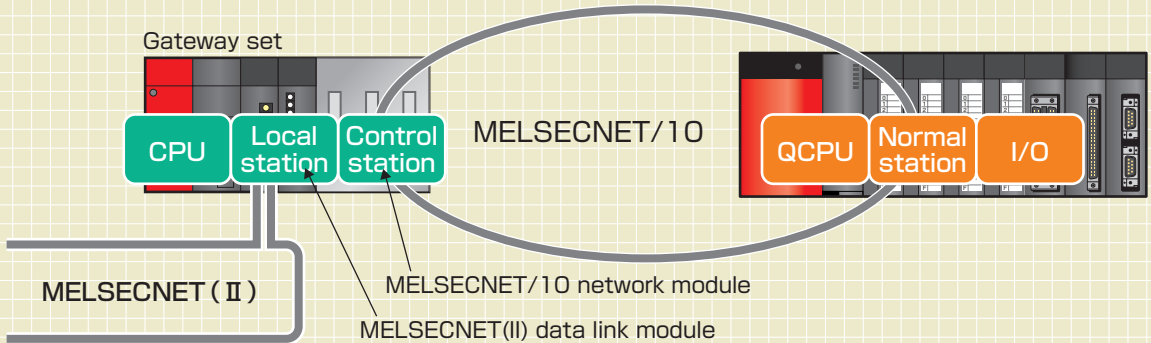 Gateway set
CPU
Local
station
Control
station
MELSECNET/10
QCPU
Normal
station
I/O
MELSECNET(Ⅱ)
MELSECNET/10 network module
MELSECNET(II) data link module